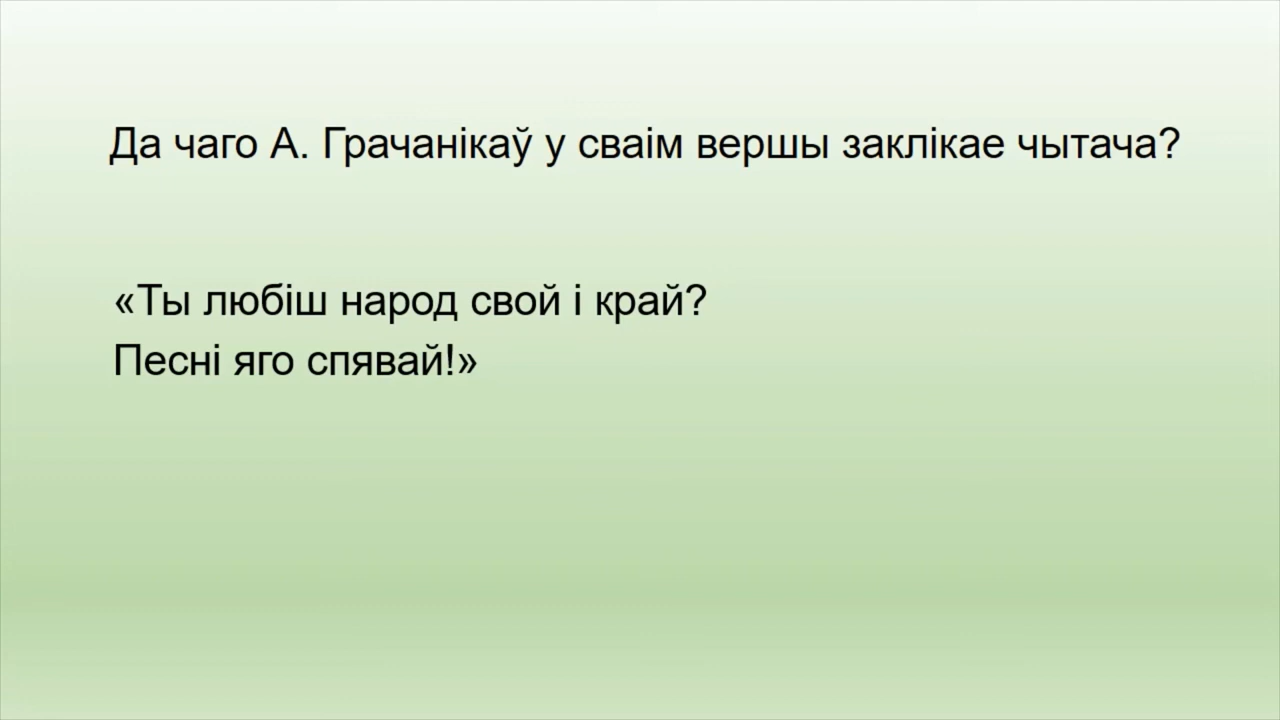 Да чаго А. Грачанікаў у сваім вершы заклікае чытача?
«Ты любіш народ свой і край?
Песні яго спявай!»